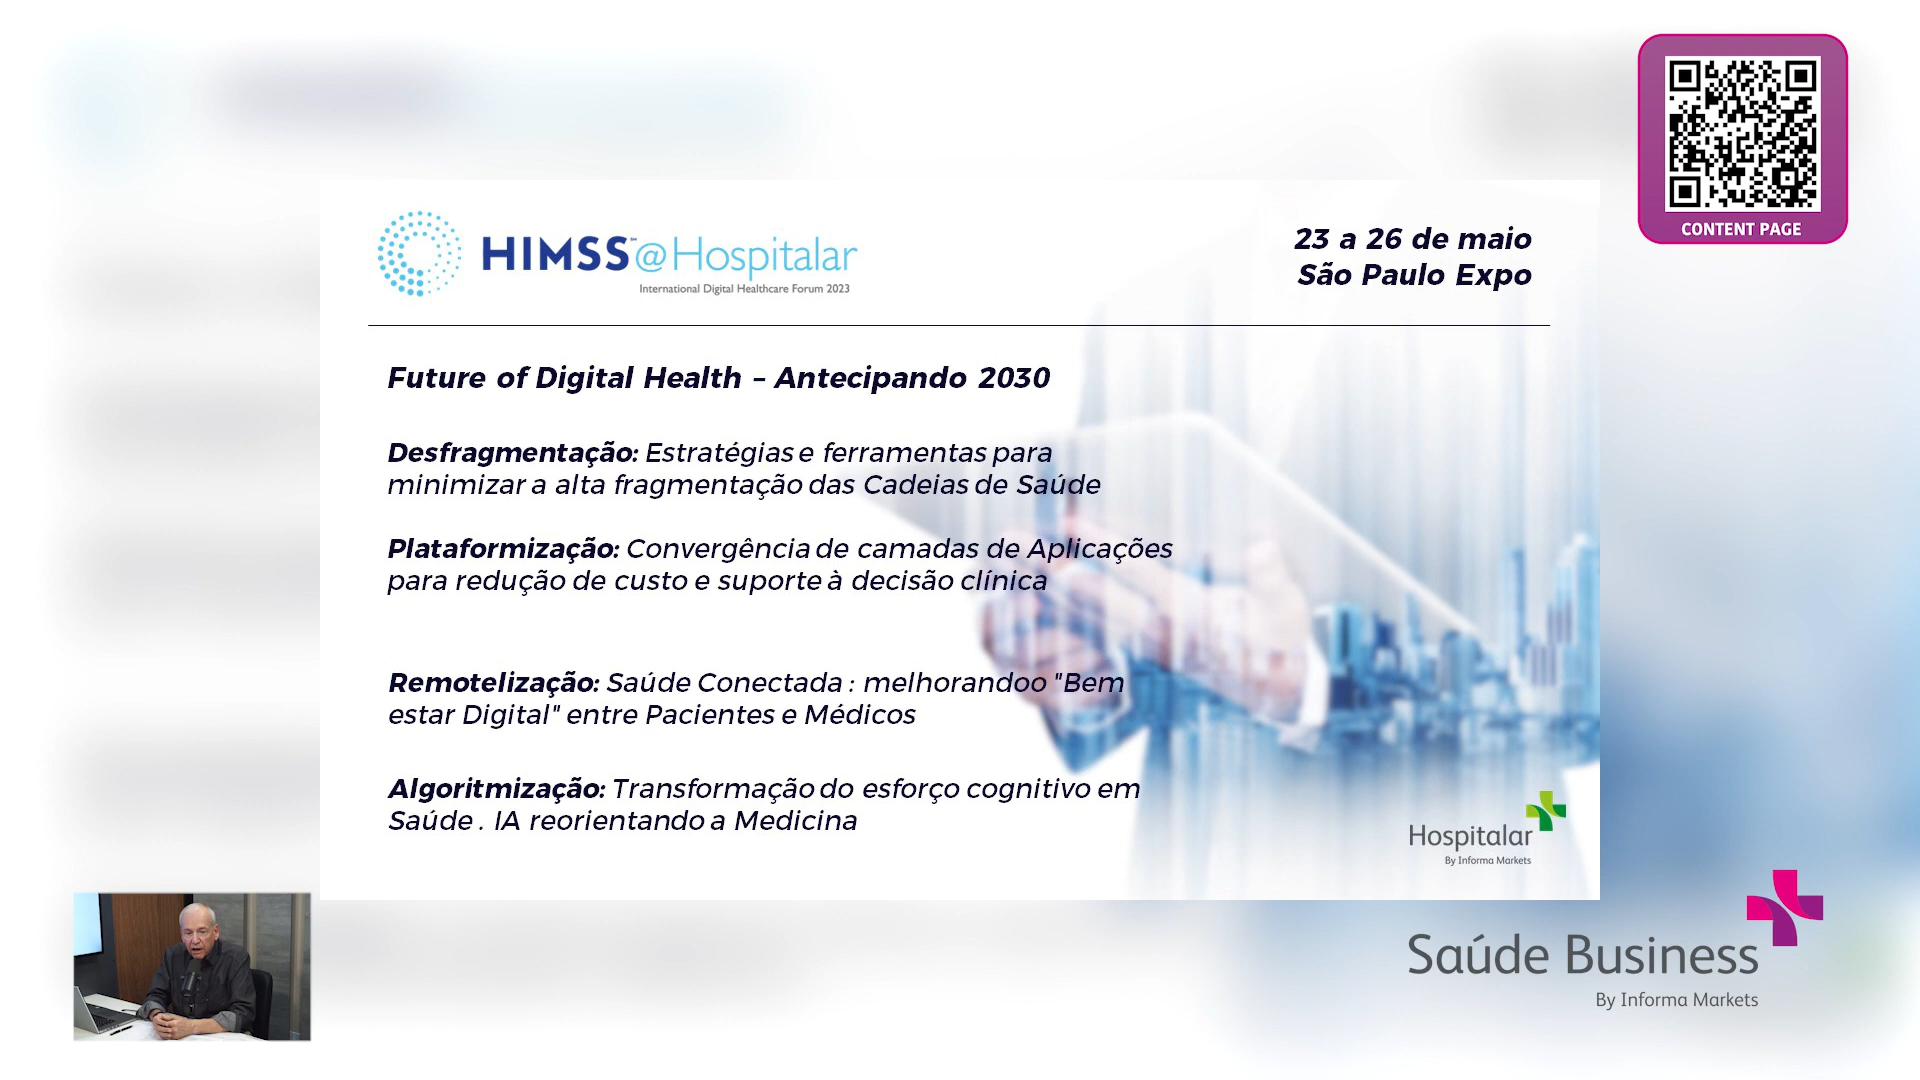 CONTENT PAGE
HIMSS™@Hospitalar
International Digital Healthcare Forum 2023
23 a 26 de maio
São Paulo Expo
Future of Digital Health – Antecipando 2030
Desfragmentação: Estratégias e ferramentas para
minimizar a alta fragmentação das Cadeias de Saúde
Plataformização: Convergência de camadas de Aplicações
para redução de custo e suporte à decisão clínica
Remotelização: Saúde Conectada : melhorandoo "Bem
estar Digital" entre Pacientes e Médicos
Algoritmização: Transformação do esforço cognitivo em
Saúde . IA reorientando a Medicina
Hospitalar
By Informa Markets
Saúde Business
By Informa Markets